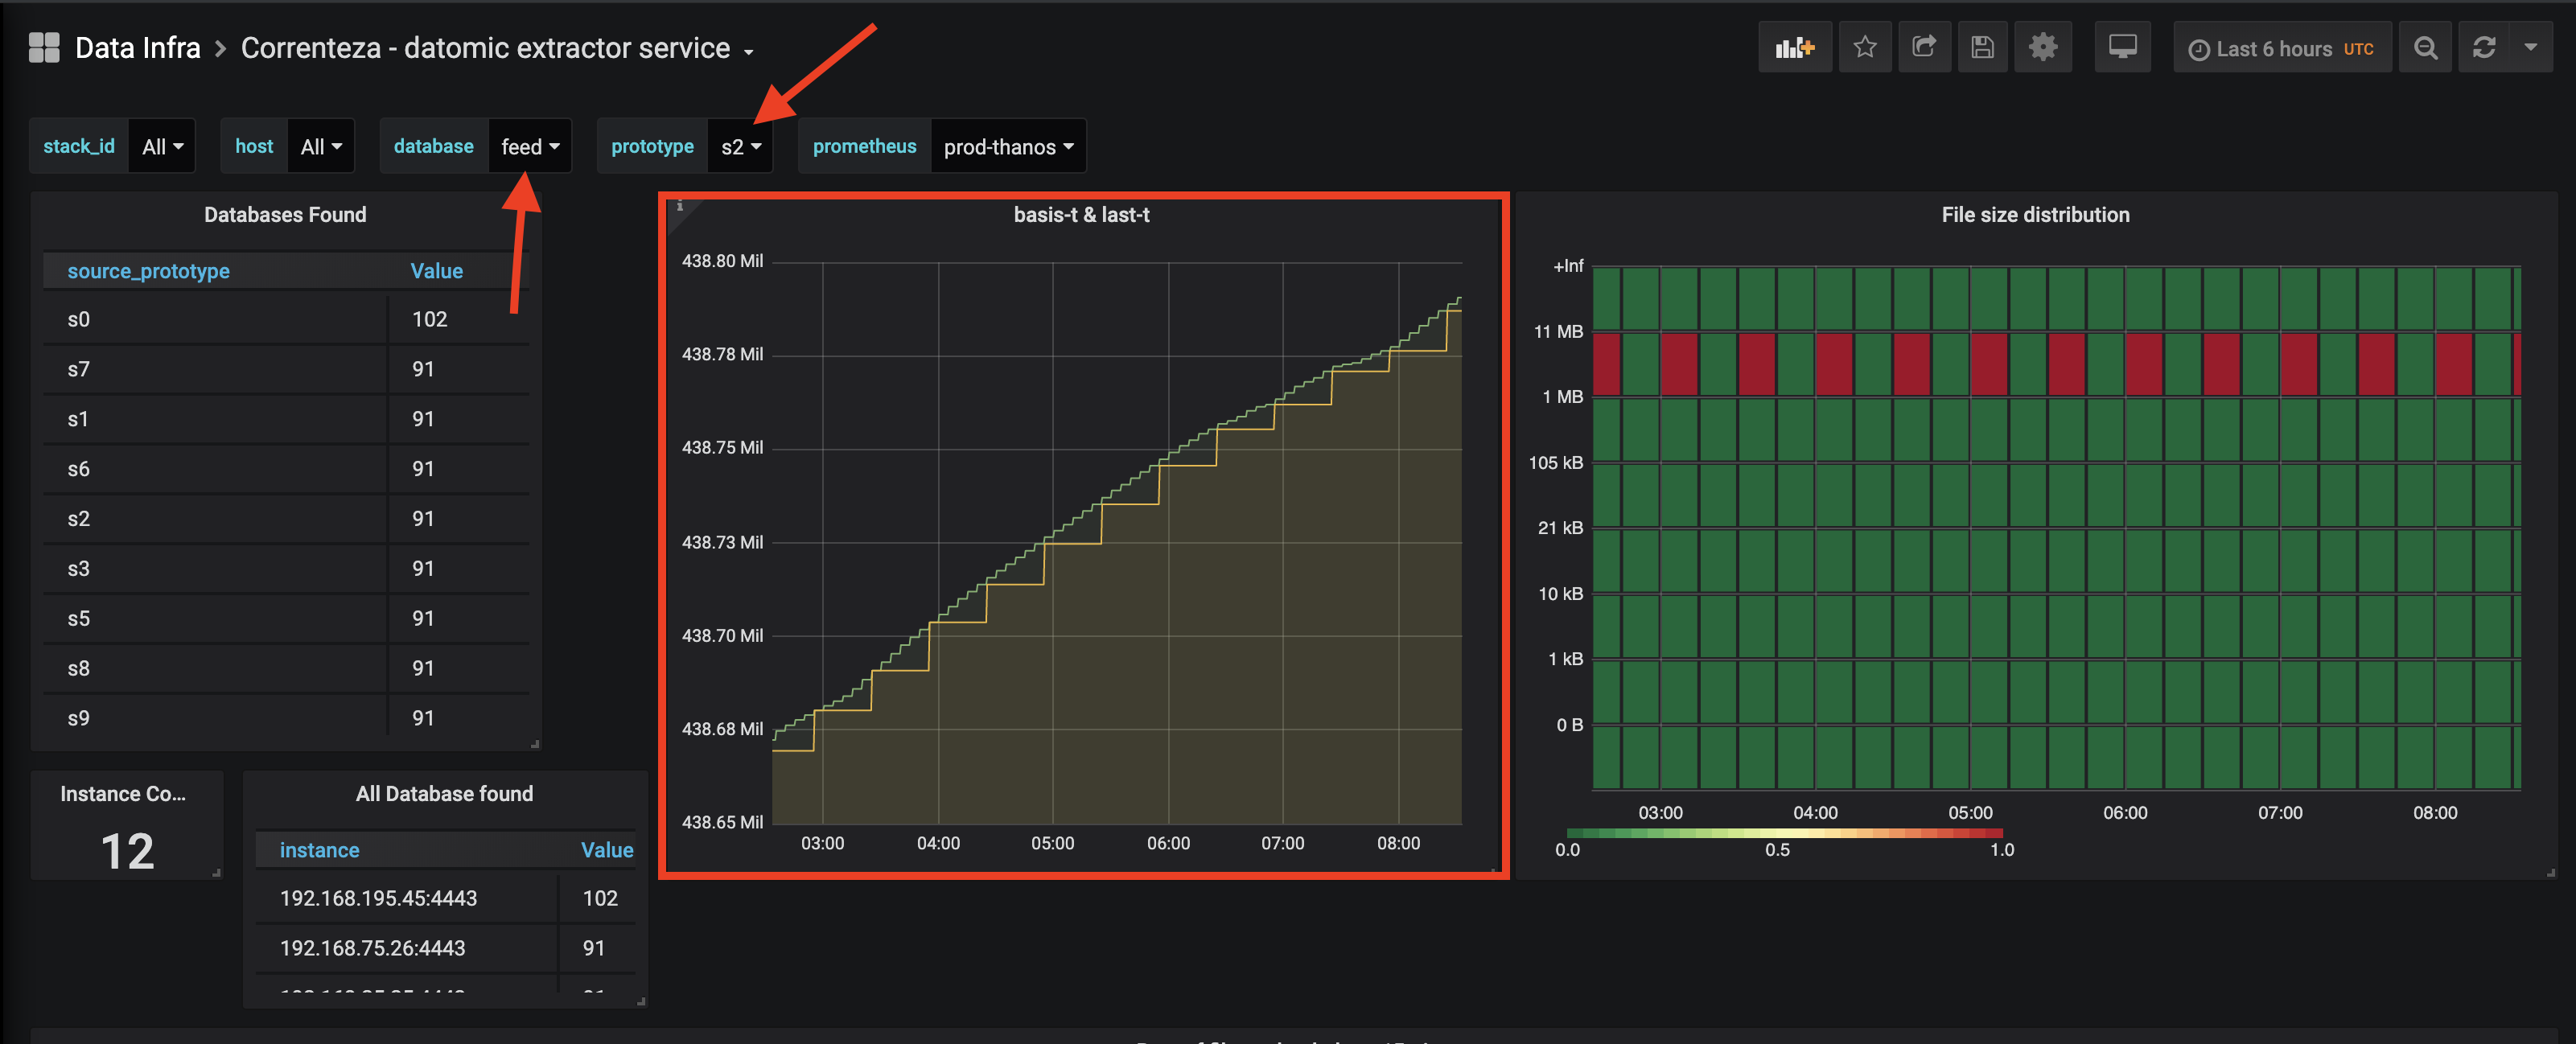 Data Infra > Correnteza - datomic extractor service
Last 6 hours UTC
stack_id All
host All
database feed
prototype s2
prometheus prod-thanos
Databases Found
source_prototype Value
s0 102
s7 91
s1 91
s6 91
s2 91
s3 91
s5 91
s8 91
s9 91
Instance Co...
12
All Database found
instance Value
192.168.195.45:4443 102
192.168.75.26:4443 91
i
basis-t & last-t
438.80 Mil
438.78 Mil
438.75 Mil
438.73 Mil
438.70 Mil
438.68 Mil
438.65 Mil
03:00 04:00 05:00 06:00 07:00 08:00
File size distribution
+Inf
11 MB
1 MB
105 kB
21 kB
10 kB
1 kB
0 B
03:00 04:00 05:00 06:00 07:00 08:00
0.0 0.5 1.0